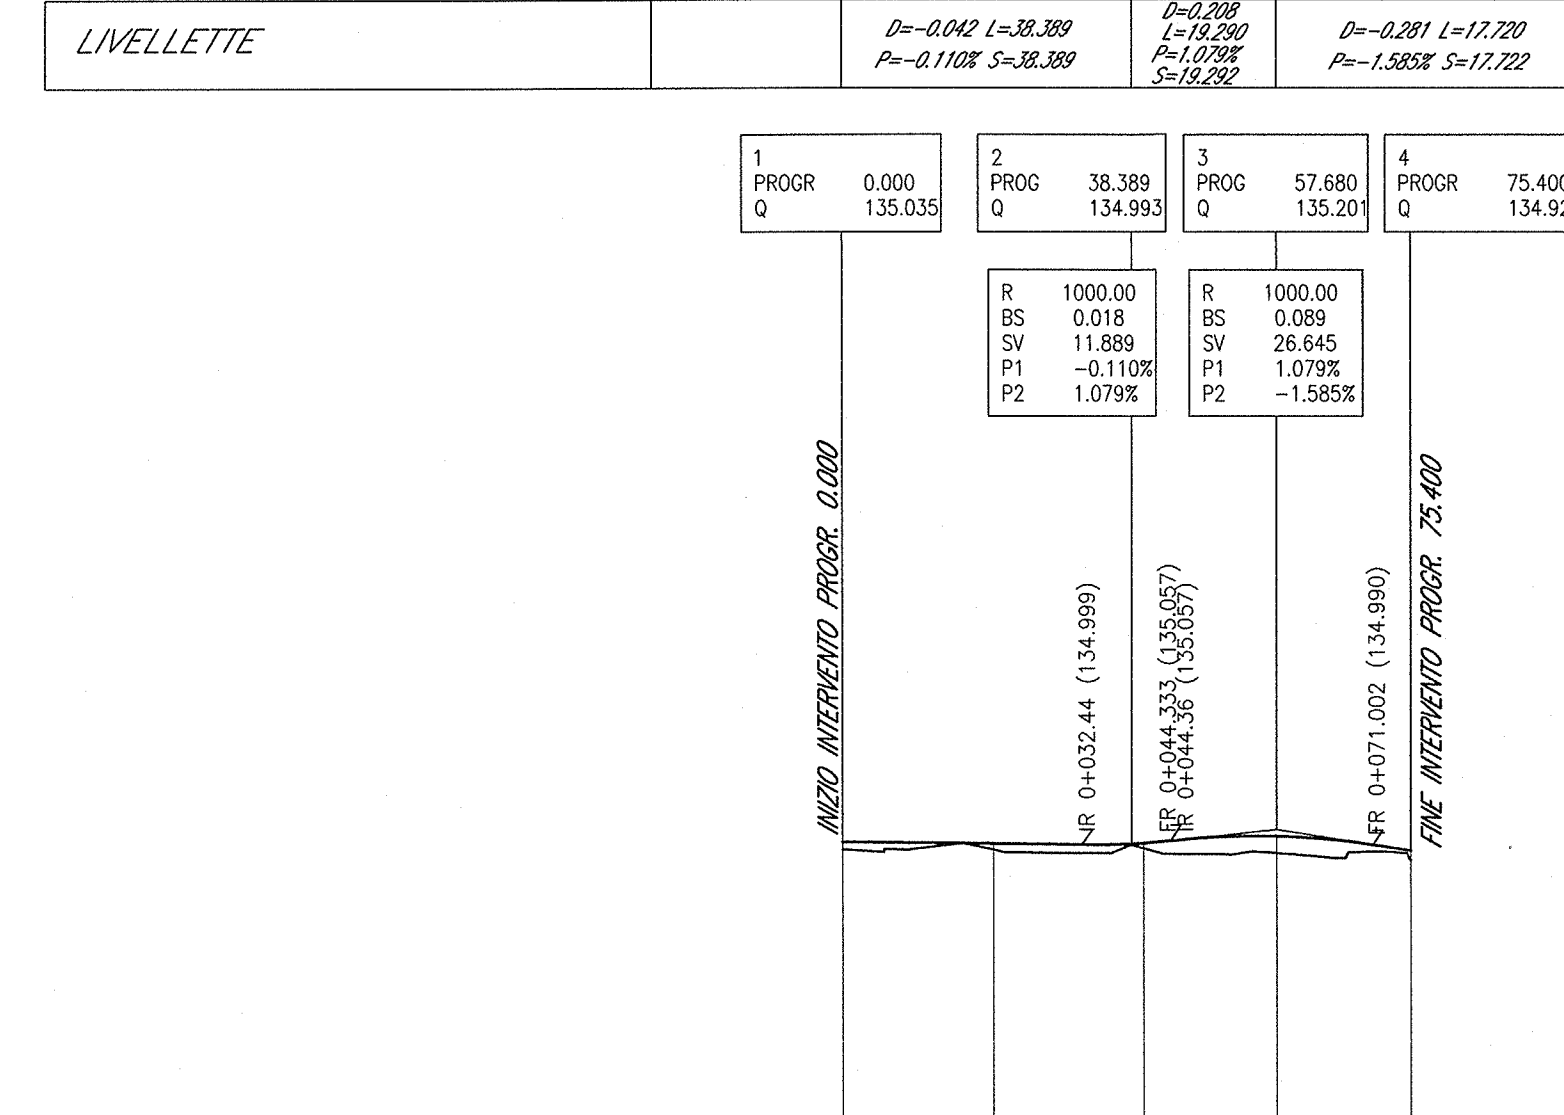 LIVELLETTE
D=-0.042 L=38.389
P=-0.110% S=38.389
D=0.208
L=19.290
P=1.079%
S=19.292
D=-0.281 L=17.720
P=-1.585% S=17.722
1
PROGR 0.000
Q 135.035
2
PROG 38.389
Q 134.993
3
PROG 57.680
Q 135.201
4
PROGR 75.400
Q 134.92
R 1000.00
BS 0.018
SV 11.889
P1 -0.110%
P2 1.079%
R 1000.00
BS 0.089
SV 26.645
P1 1.079%
P2 -1.585%
INIZIO INTERVENTO PROGR. 0.000
IR 0+032.44 (134.999)
FR 0+044.333 (135.057)
IR 0+044.36 (135.057)
FR 0+071.002 (134.990)
FINE INTERVENTO PROGR. 75.400